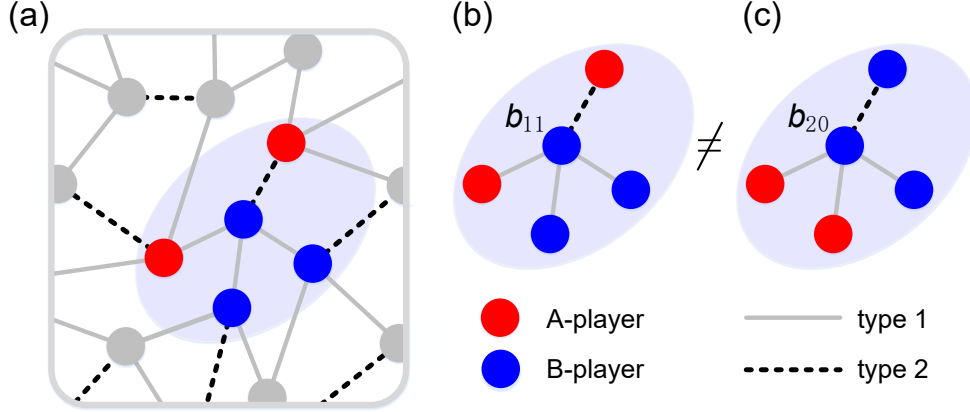 (a)
(b)
(c)
b₁₁
≠
b₂₀
A-player
type 1
B-player
type 2